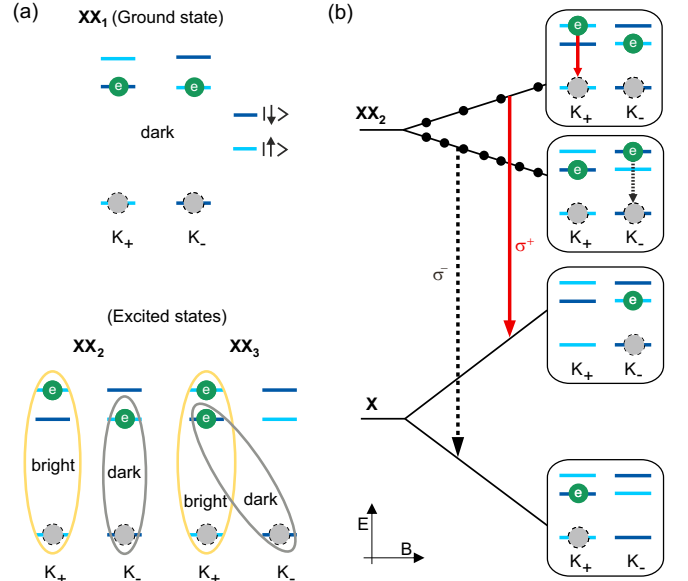 (a)
XX₁ (Ground state)
e
e
|↓>
|↑>
dark
K₊
K₋
(Excited states)
XX₂
XX₃
e
e
e
e
bright
dark
bright
dark
K₊
K₋
K₊
K₋
(b)
e
e
K₊
K₋
XX₂
e
e
K₊
K₋
σ⁺
σ⁻
e
K₊
K₋
X
e
K₊
K₋
E
B